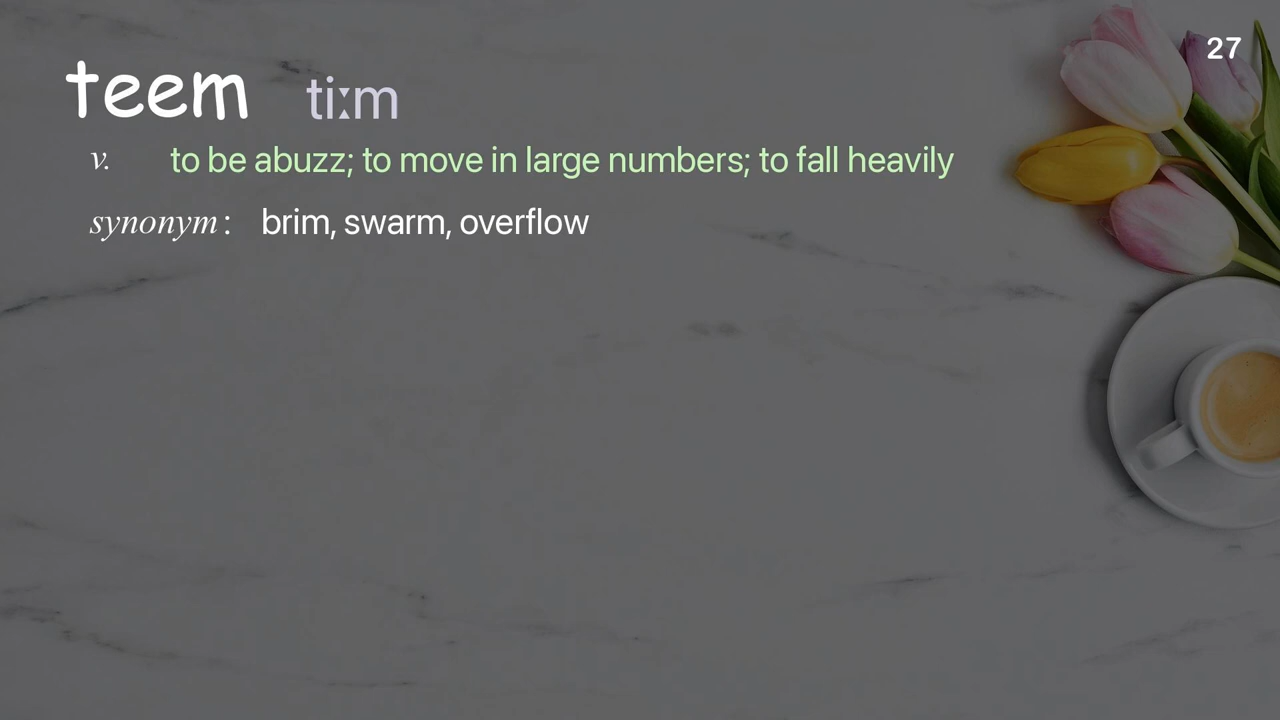 27
teem tiːm
v. to be abuzz; to move in large numbers; to fall heavily
synonym: brim, swarm, overflow